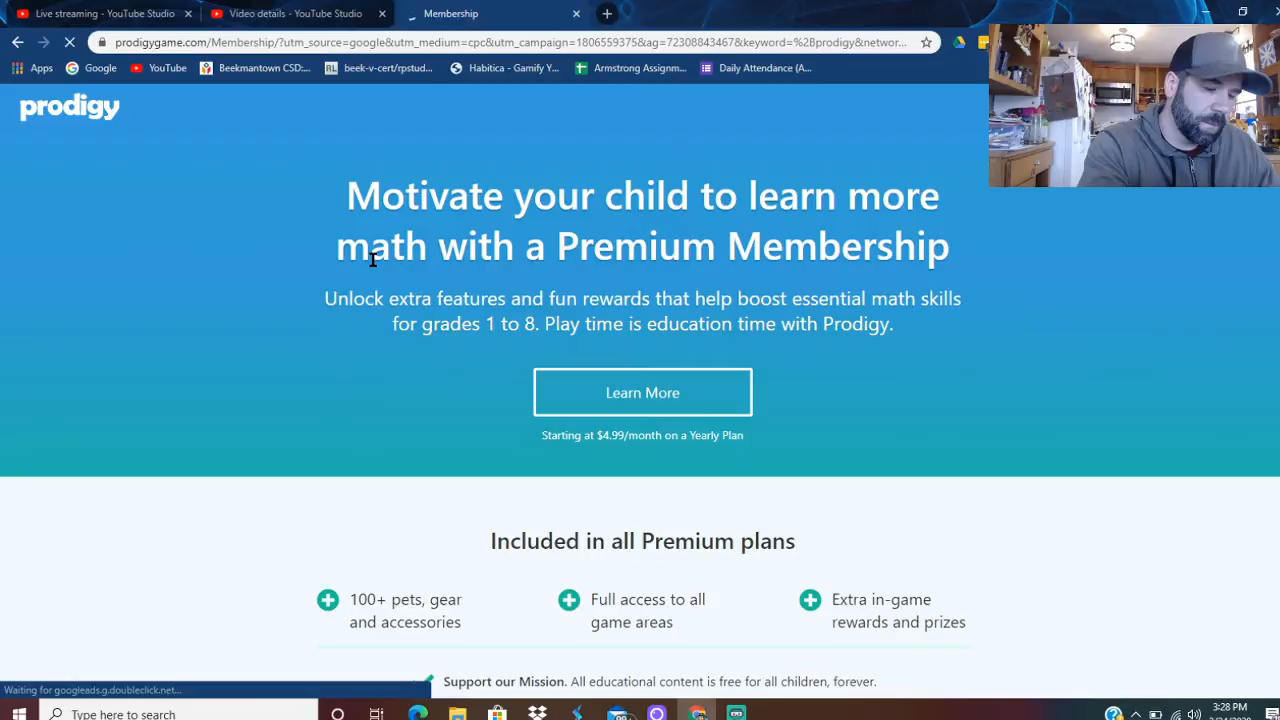 Live streaming - YouTube Studio
Video details - YouTube Studio
Membership
prodigygame.com/Membership/?utm_source=google&utm_medium=cpc&utm_campaign=1806559375&ag=72308843467&keyword=%2Bprodigy&networ...
Apps
Google
YouTube
Beekmantown CSD:...
RL
beek-v-cert/rpstud...
Habitica - Gamify Y...
Armstrong Assignm...
Daily Attendance (A...
prodigy
Motivate your child to learn more
math with a Premium Membership
Unlock extra features and fun rewards that help boost essential math skills
for grades 1 to 8. Play time is education time with Prodigy.
Learn More
Starting at $4.99/month on a Yearly Plan
Included in all Premium plans
100+ pets, gear
and accessories
Full access to all
game areas
Extra in-game
rewards and prizes
Support our Mission. All educational content is free for all children, forever.
Waiting for googleads.g.doubleclick.net...
Type here to search
3:28 PM